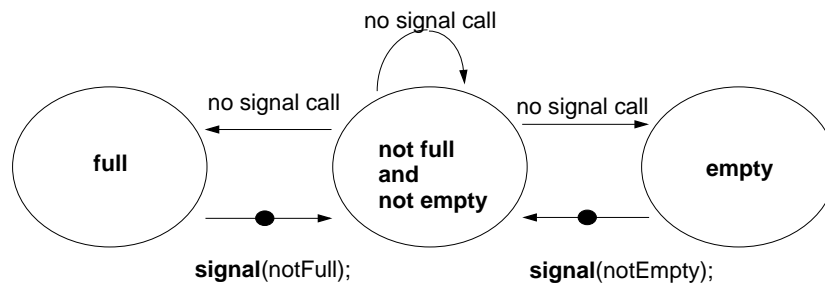 no signal call
no signal call
no signal call
full
not full
and
not empty
empty
signal(notFull);
signal(notEmpty);